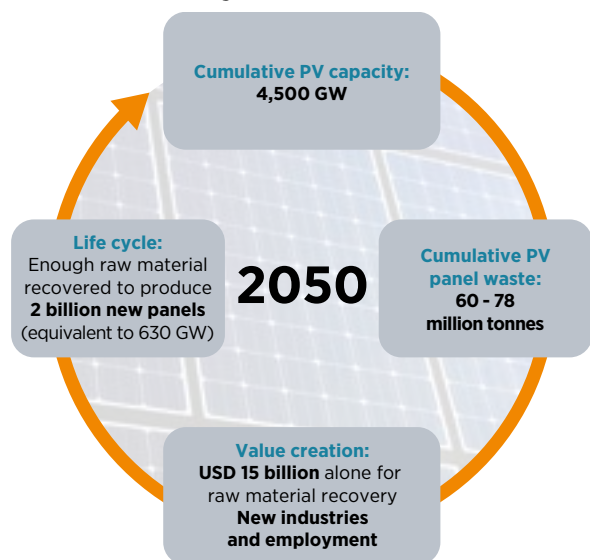 Cumulative PV capacity:
4,500 GW
Life cycle:
Enough raw material
recovered to produce
2 billion new panels
(equivalent to 630 GW)
2050
Cumulative PV
panel waste:
60 - 78
million tonnes
Value creation:
USD 15 billion alone for
raw material recovery
New industries
and employment